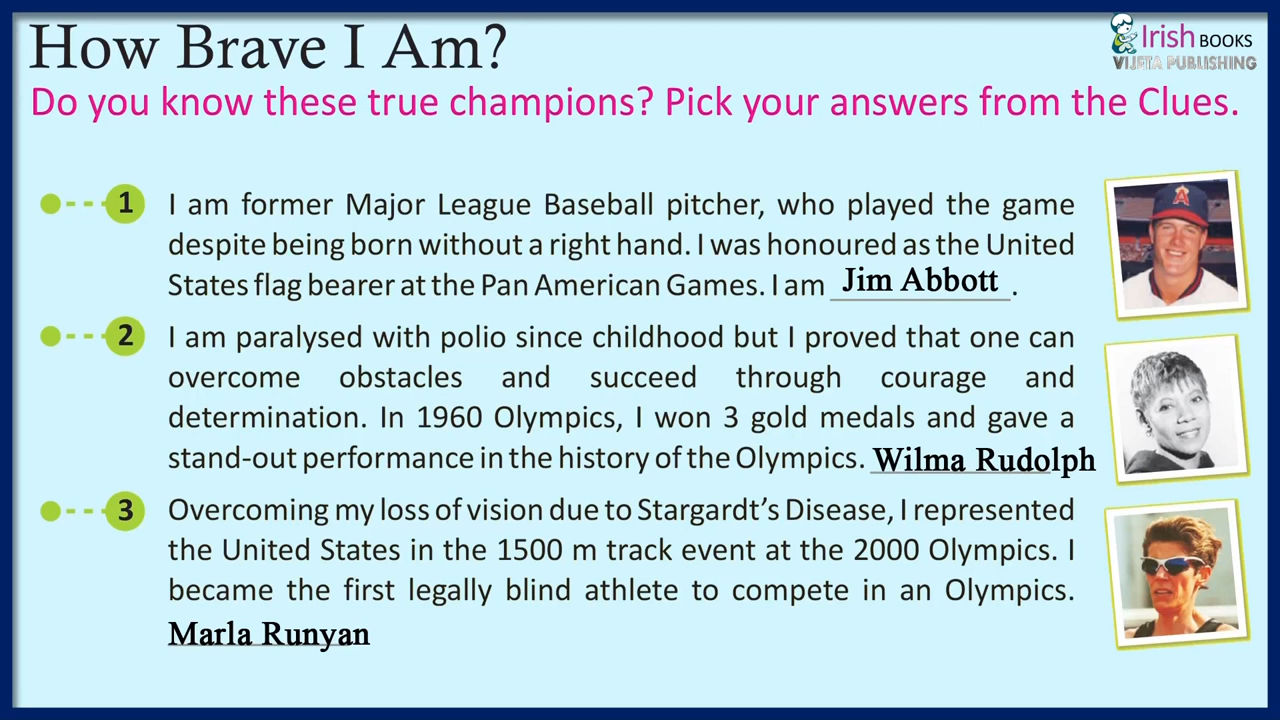 How Brave I Am?
Irish BOOKS
VIJETA PUBLISHING
Do you know these true champions? Pick your answers from the Clues.
1 I am former Major League Baseball pitcher, who played the game
despite being born without a right hand. I was honoured as the United
States flag bearer at the Pan American Games. I am Jim Abbott.
2 I am paralysed with polio since childhood but I proved that one can
overcome obstacles and succeed through courage and
determination. In 1960 Olympics, I won 3 gold medals and gave a
stand-out performance in the history of the Olympics. Wilma Rudolph
3 Overcoming my loss of vision due to Stargardt's Disease, I represented
the United States in the 1500 m track event at the 2000 Olympics. I
became the first legally blind athlete to compete in an Olympics.
Marla Runyan